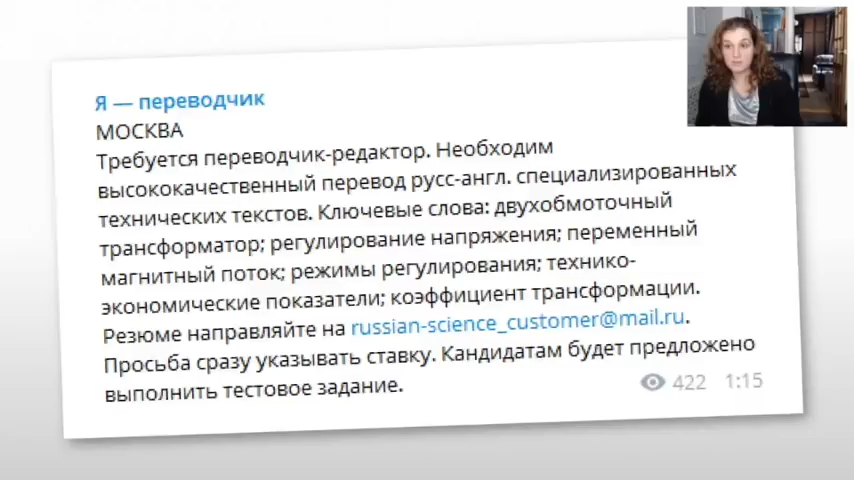 Я — переводчик
МОСКВА
Требуется переводчик-редактор. Необходим
высококачественный перевод русс-англ. специализированных
технических текстов. Ключевые слова: двухобмоточный
трансформатор; регулирование напряжения; переменный
магнитный поток; режимы регулирования; технико-
экономические показатели; коэффициент трансформации.
Резюме направляйте на russian-science_customer@mail.ru.
Просьба сразу указывать ставку. Кандидатам будет предложено
выполнить тестовое задание.
422 1:15